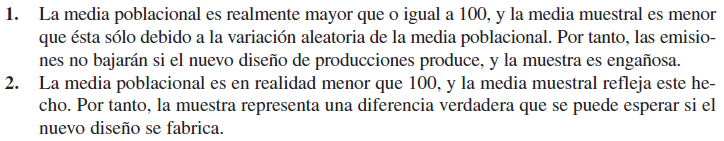 1. La media poblacional es realmente mayor que o igual a 100, y la media muestral es menor
que ésta sólo debido a la variación aleatoria de la media poblacional. Por tanto, las emisio-
nes no bajarán si el nuevo diseño de producciones produce, y la muestra es engañosa.
2. La media poblacional es en realidad menor que 100, y la media muestral refleja este he-
cho. Por tanto, la muestra representa una diferencia verdadera que se puede esperar si el
nuevo diseño se fabrica.